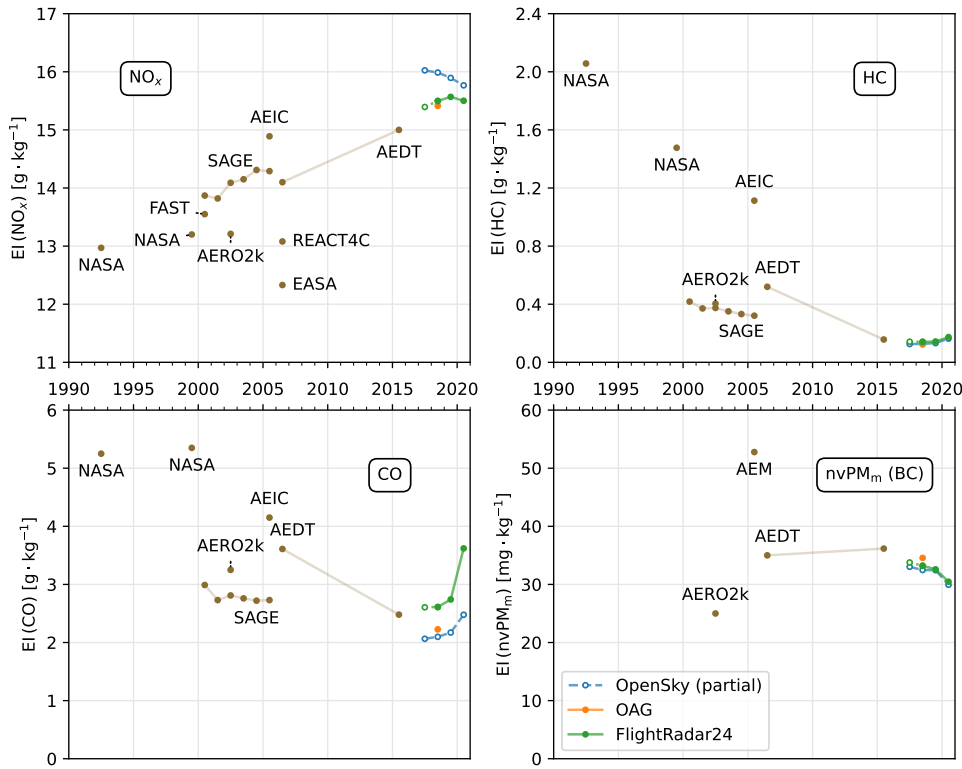 17
16
15
14
13
12
11
EI (NOₓ) [g · kg⁻¹]
NOₓ
AEIC
SAGE
AEDT
FAST
NASA
AERO2k
REACT4C
NASA
EASA
1990
1995
2000
2005
2010
2015
2020
2.4
2.0
1.6
1.2
0.8
0.4
0.0
EI (HC) [g · kg⁻¹]
HC
NASA
NASA
AEIC
AERO2k
AEDT
SAGE
1990
1995
2000
2005
2010
2015
2020
6
5
4
3
2
1
0
EI (CO) [g · kg⁻¹]
CO
NASA
NASA
AEIC
AEDT
AERO2k
SAGE
60
50
40
30
20
10
0
EI (nvPMₘ) [mg · kg⁻¹]
nvPMₘ (BC)
AEM
AEDT
AERO2k
OpenSky (partial)
OAG
FlightRadar24